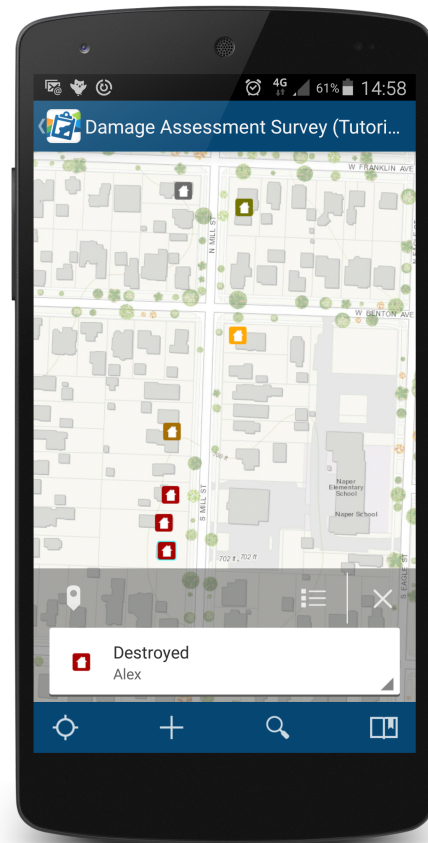 4G 61% 14:58
Damage Assessment Survey (Tutori...
W FRANKLIN AVE
N MILL ST
W BENTON AVE
Naper
Elementary
School
Naper School
S MILL ST
702 ft
702 ft
S EAGLE ST
Destroyed
Alex